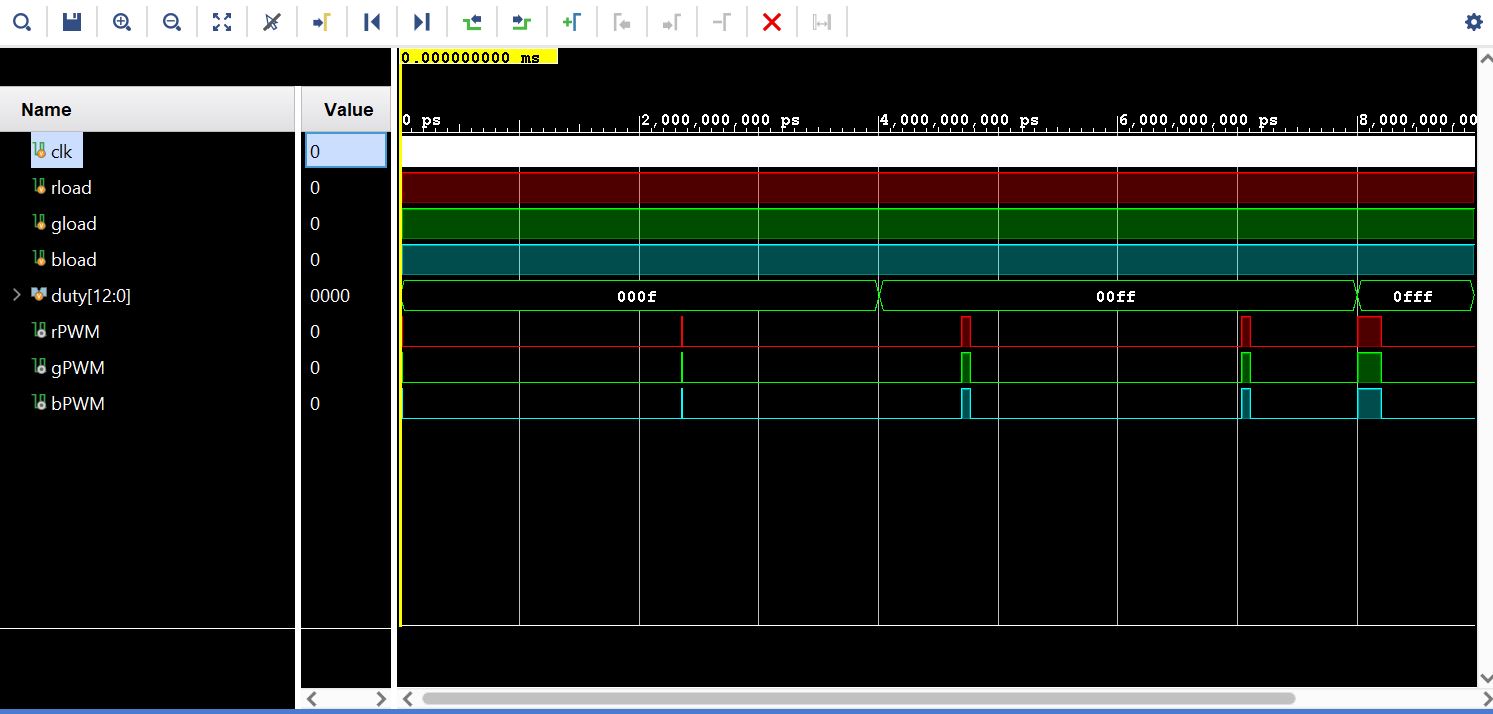 0.000000000 ms
Name Value
0 ps 2,000,000,000 ps 4,000,000,000 ps 6,000,000,000 ps 8,000,000,00
clk 0
rload 0
gload 0
bload 0
duty[12:0] 0000 000f 00ff 0fff
rPWM 0
gPWM 0
bPWM 0